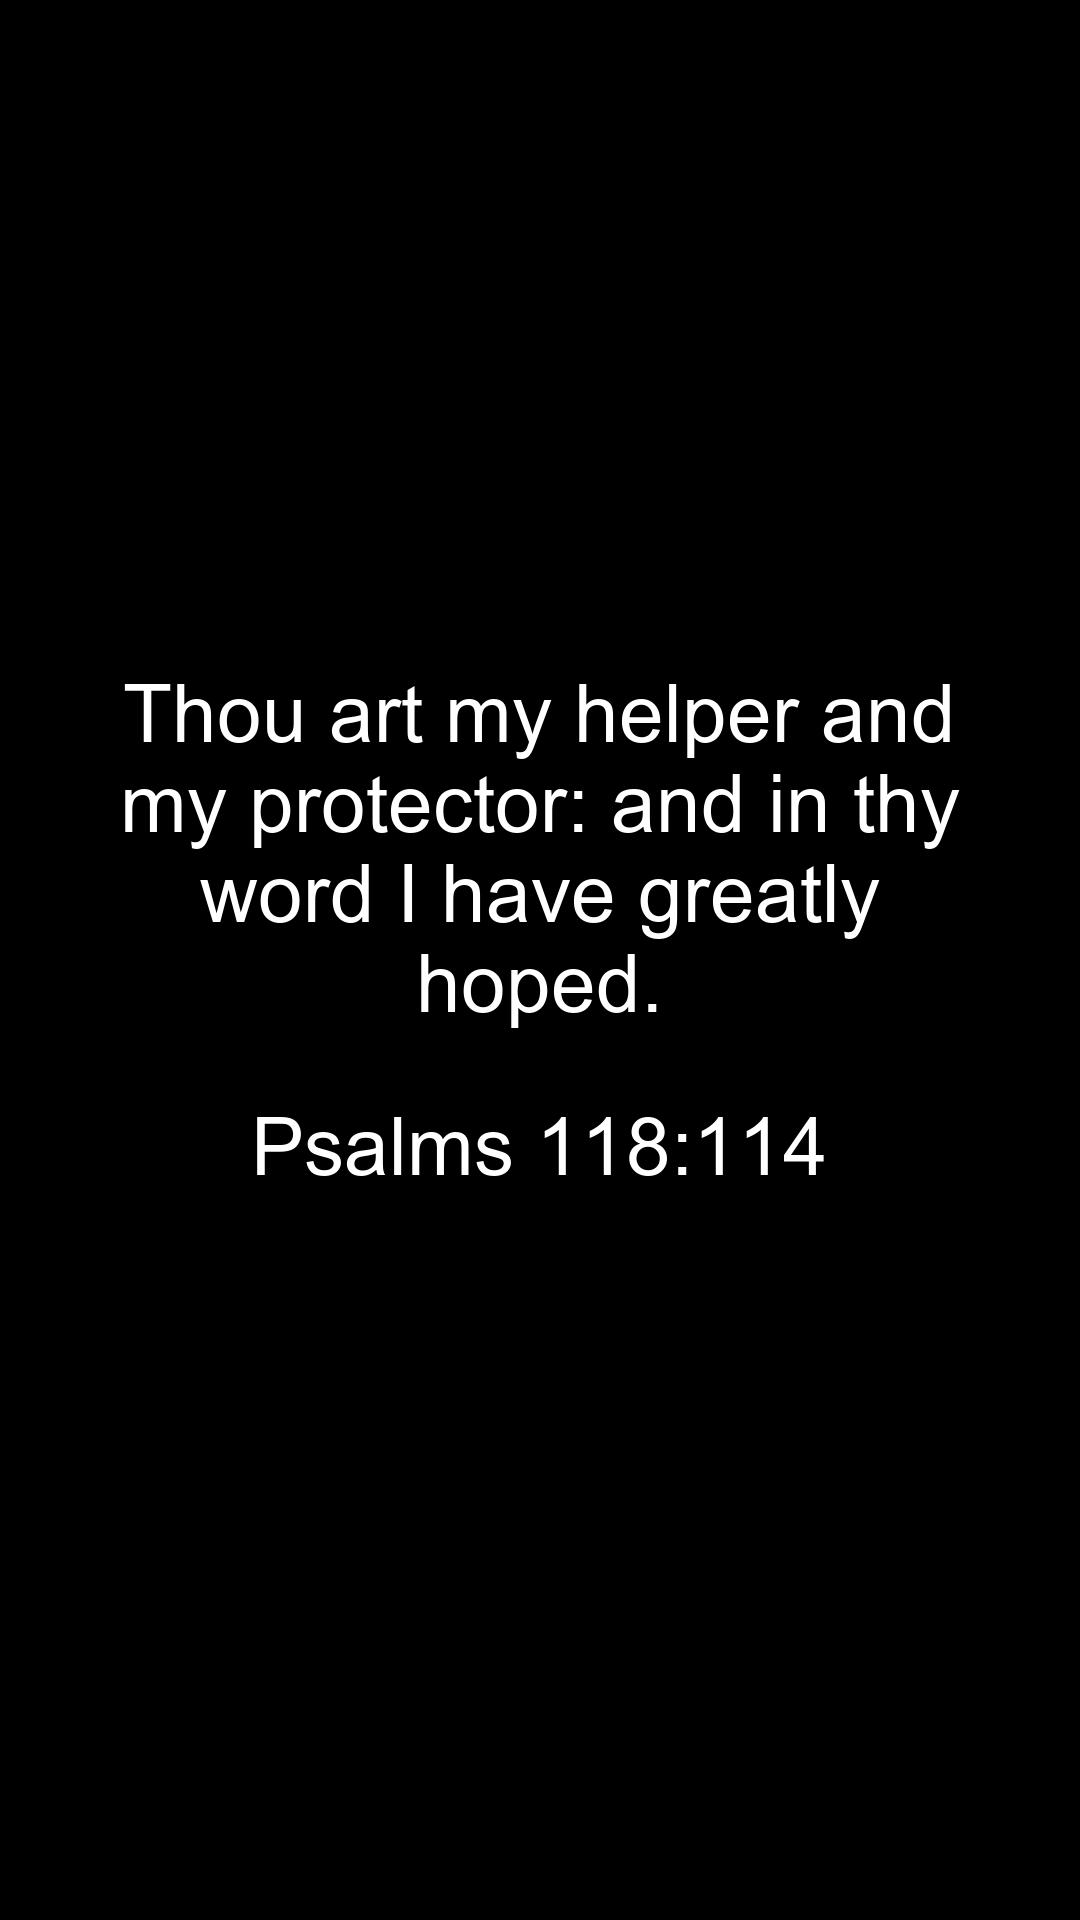 Thou art my helper and
my protector: and in thy
word I have greatly
hoped.
Psalms 118:114